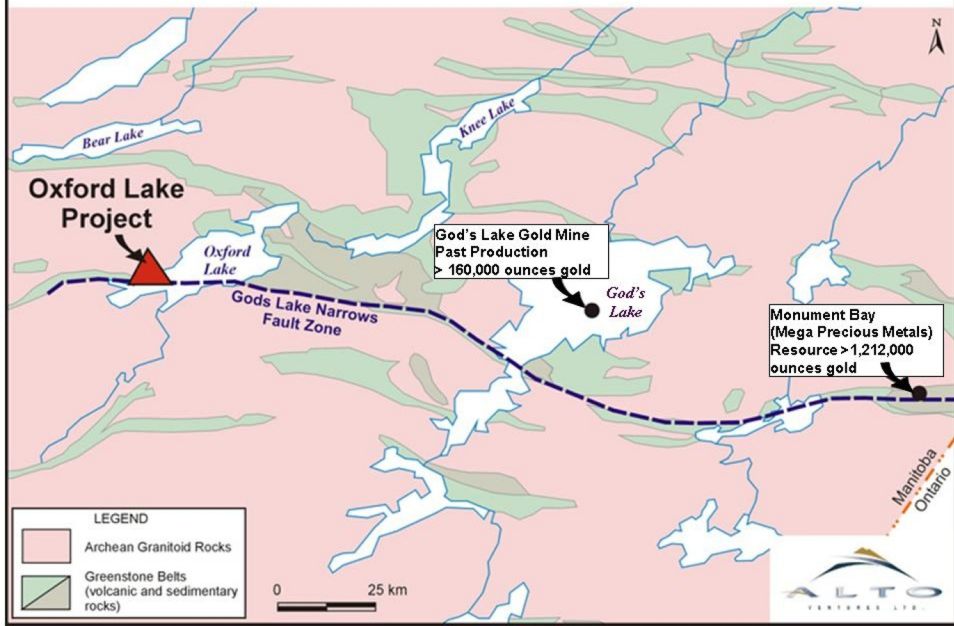 N
Bear Lake
Knee Lake
Oxford Lake
Project
Oxford
Lake
God's Lake Gold Mine
Past Production
> 160,000 ounces gold
Gods Lake Narrows
Fault Zone
God's
Lake
Monument Bay
(Mega Precious Metals)
Resource >1,212,000
ounces gold
Manitoba
Ontario
LEGEND
Archean Granitoid Rocks
Greenstone Belts
(volcanic and sedimentary
rocks)
0 25 km
ALTO
VENTURES LTD.